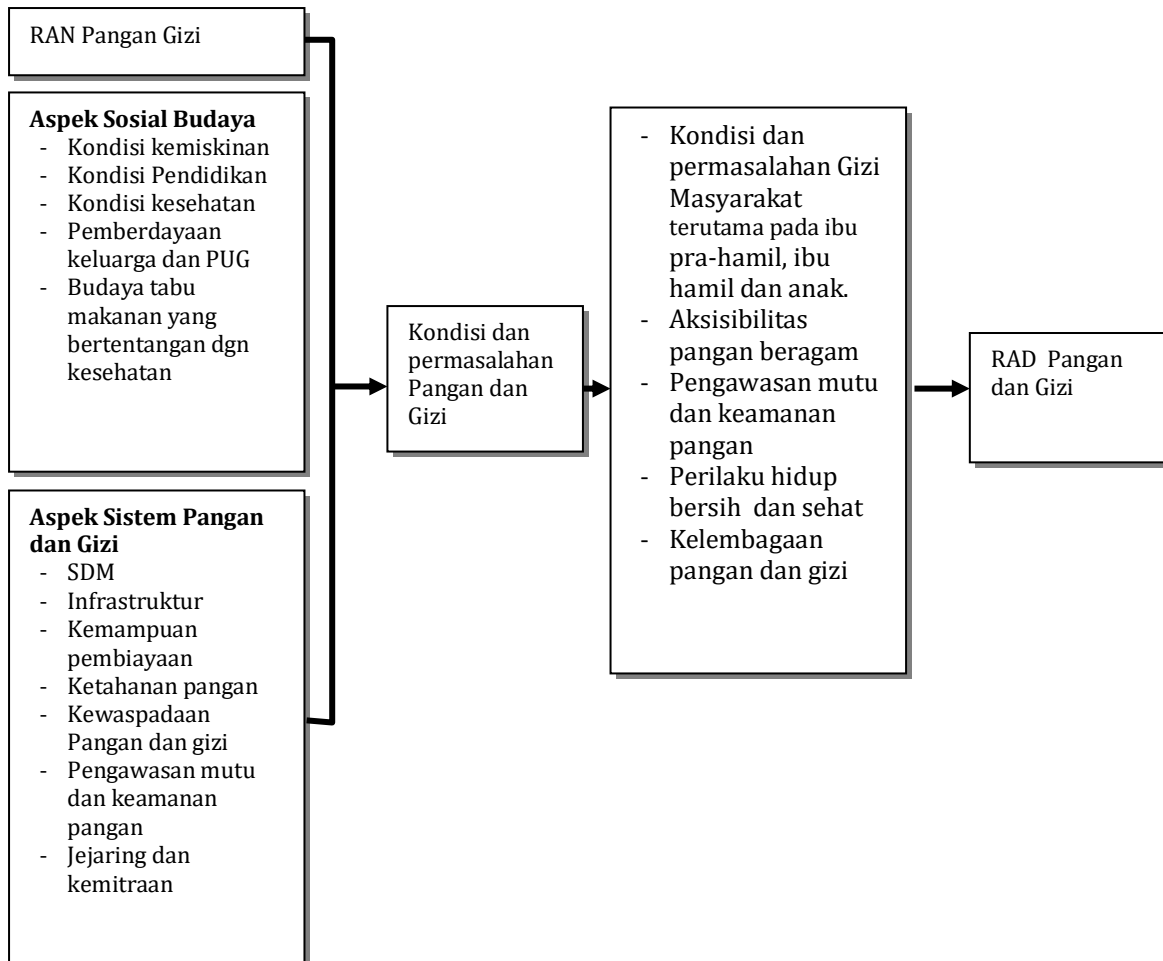 RAN Pangan Gizi
Aspek Sosial Budaya
- Kondisi kemiskinan
- Kondisi Pendidikan
- Kondisi kesehatan
- Pemberdayaan
keluarga dan PUG
- Budaya tabu
makanan yang
bertentangan dgn
kesehatan
Aspek Sistem Pangan
dan Gizi
- SDM
- Infrastruktur
- Kemampuan
pembiayaan
- Ketahanan pangan
- Kewaspadaan
Pangan dan gizi
- Pengawasan mutu
dan keamanan
pangan
- Jejaring dan
kemitraan
Kondisi dan
permasalahan
Pangan dan
Gizi
- Kondisi dan
permasalahan Gizi
Masyarakat
terutama pada ibu
pra-hamil, ibu
hamil dan anak.
- Aksisibilitas
pangan beragam
- Pengawasan mutu
dan keamanan
pangan
- Perilaku hidup
bersih dan sehat
- Kelembagaan
pangan dan gizi
RAD Pangan
dan Gizi